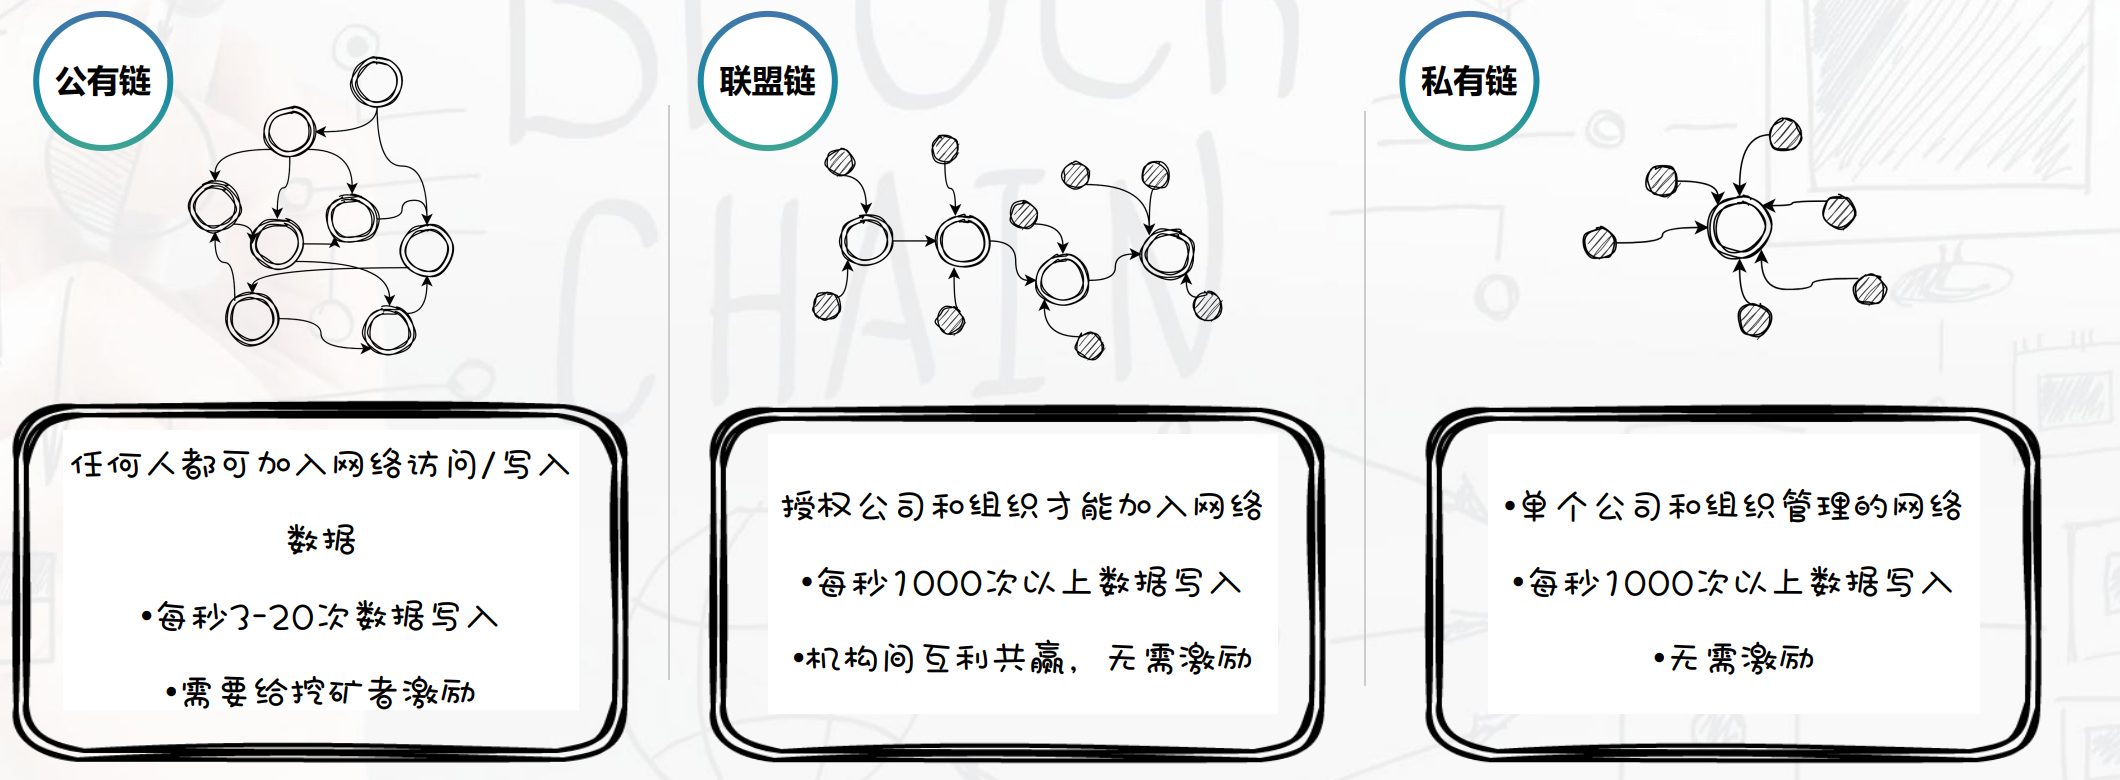 公有链
任何人都可加入网络访问/写入
数据
•每秒3-20次数据写入
•需要给挖矿者激励
联盟链
授权公司和组织才能加入网络
•每秒1000次以上数据写入
•机构间互利共赢，无需激励
私有链
•单个公司和组织管理的网络
•每秒1000次以上数据写入
•无需激励
BLOCK
CHAIN